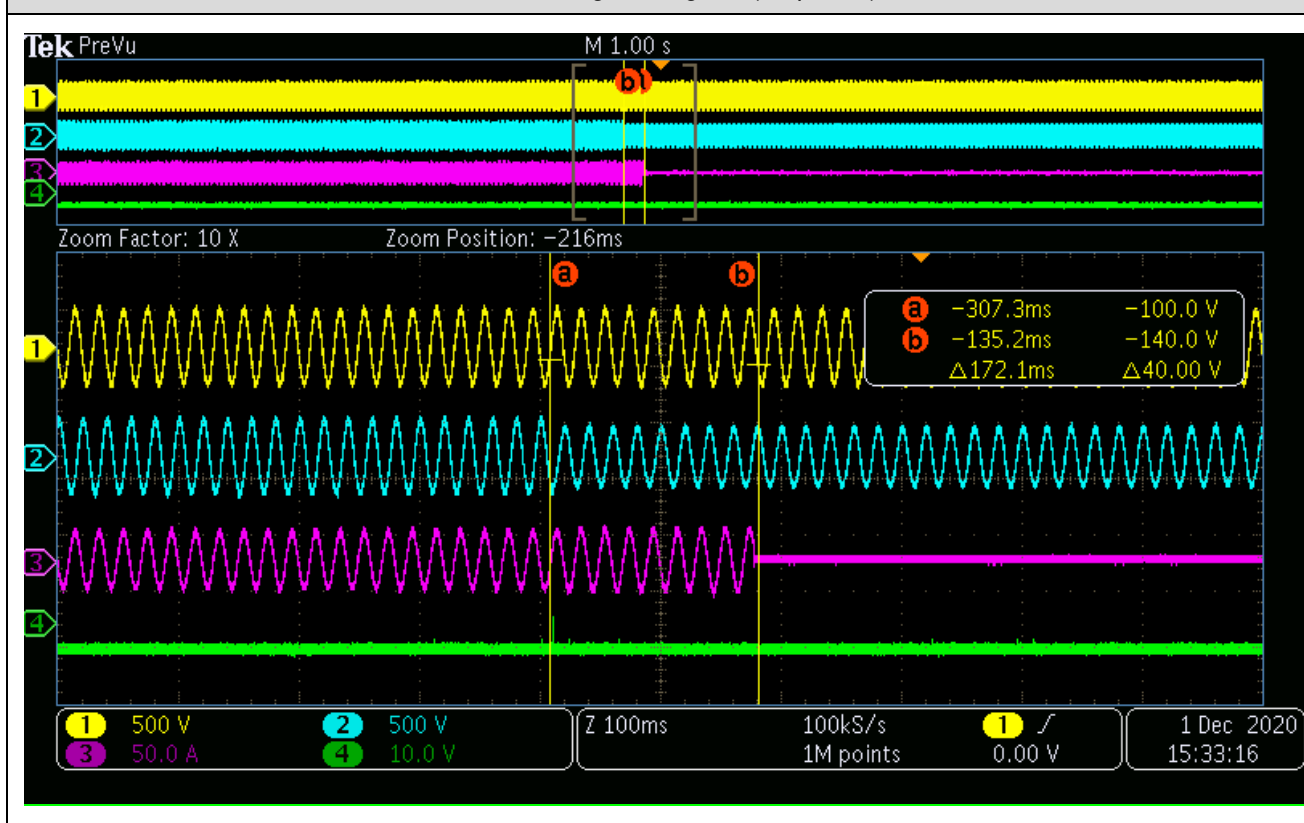 Tek PreVu M 1.00 s
b
1
2
3
4
Zoom Factor: 10 X Zoom Position: −216ms
a b
a −307.3ms −100.0 V
b −135.2ms −140.0 V
△172.1ms △40.00 V
1
2
3
4
1 500 V 2 500 V Z 100ms 100kS/s 1 1 Dec 2020
3 50.0 A 4 10.0 V 1M points 0.00 V 15:33:16